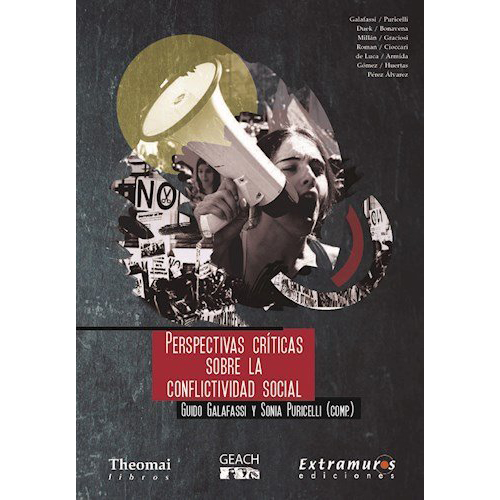 Galafassi / Puricelli
Duek / Bonavena
Millán / Graciosi
Roman / Cioccari
de Luca / Armida
Gómez / Huertas
Pérez Álvarez
NO
PERSPECTIVAS CRÍTICAS
SOBRE LA
CONFLICTIVIDAD SOCIAL
GUIDO GALAFASSI Y SONIA PURICELLI (COMP.)
Theomai
libros
GEACH
Extramuros
ediciones